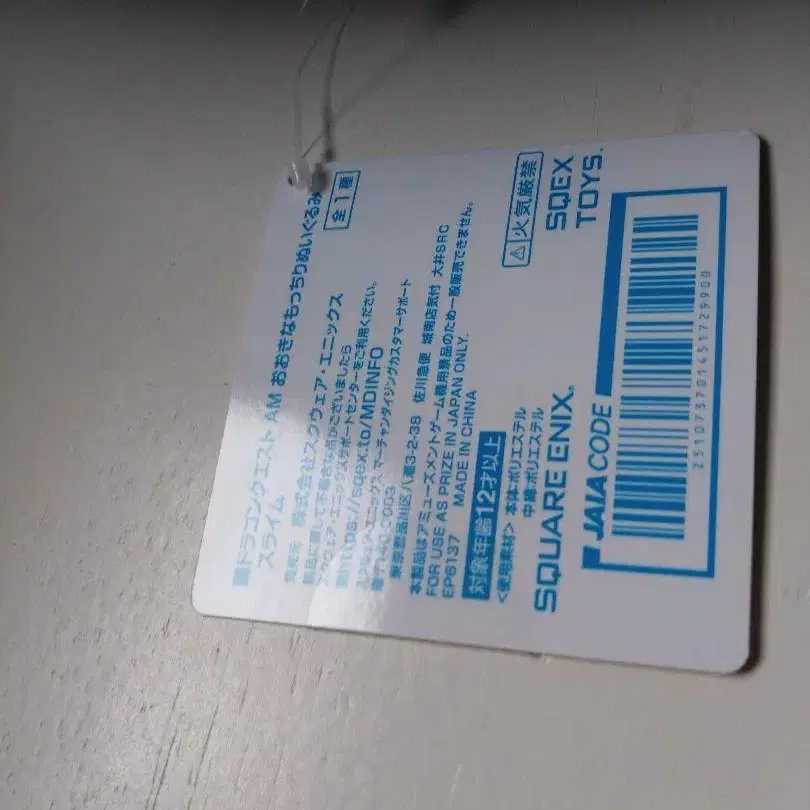 ■ドラゴンクエスト AM おおきなもっちりぬいぐるみ
スライム
全1種
発売元 株式会社スクウェア・エニックス
製品に関して不具合な点がございましたら
スクウェア・エニックスサポートセンターをご利用ください。
■https://sqex.to/MDINFO
スクウェア・エニックス マーチャンダイジングカスタマーサポート
■〒140-0003
東京都品川区八潮3-2-38 佐川急便 城南店気付 大井SRC
本製品はアミューズメントゲーム機用景品のため一般販売できません。
FOR USE AS PRIZE IN JAPAN ONLY.
EP6137 MADE IN CHINA
対象年齢12才以上
<使用素材> 本体:ポリエステル
中綿:ポリエステル
⚠火気厳禁
SQUARE ENIX.
SQEX
TOYS.
JAIA CODE
251073701451729900